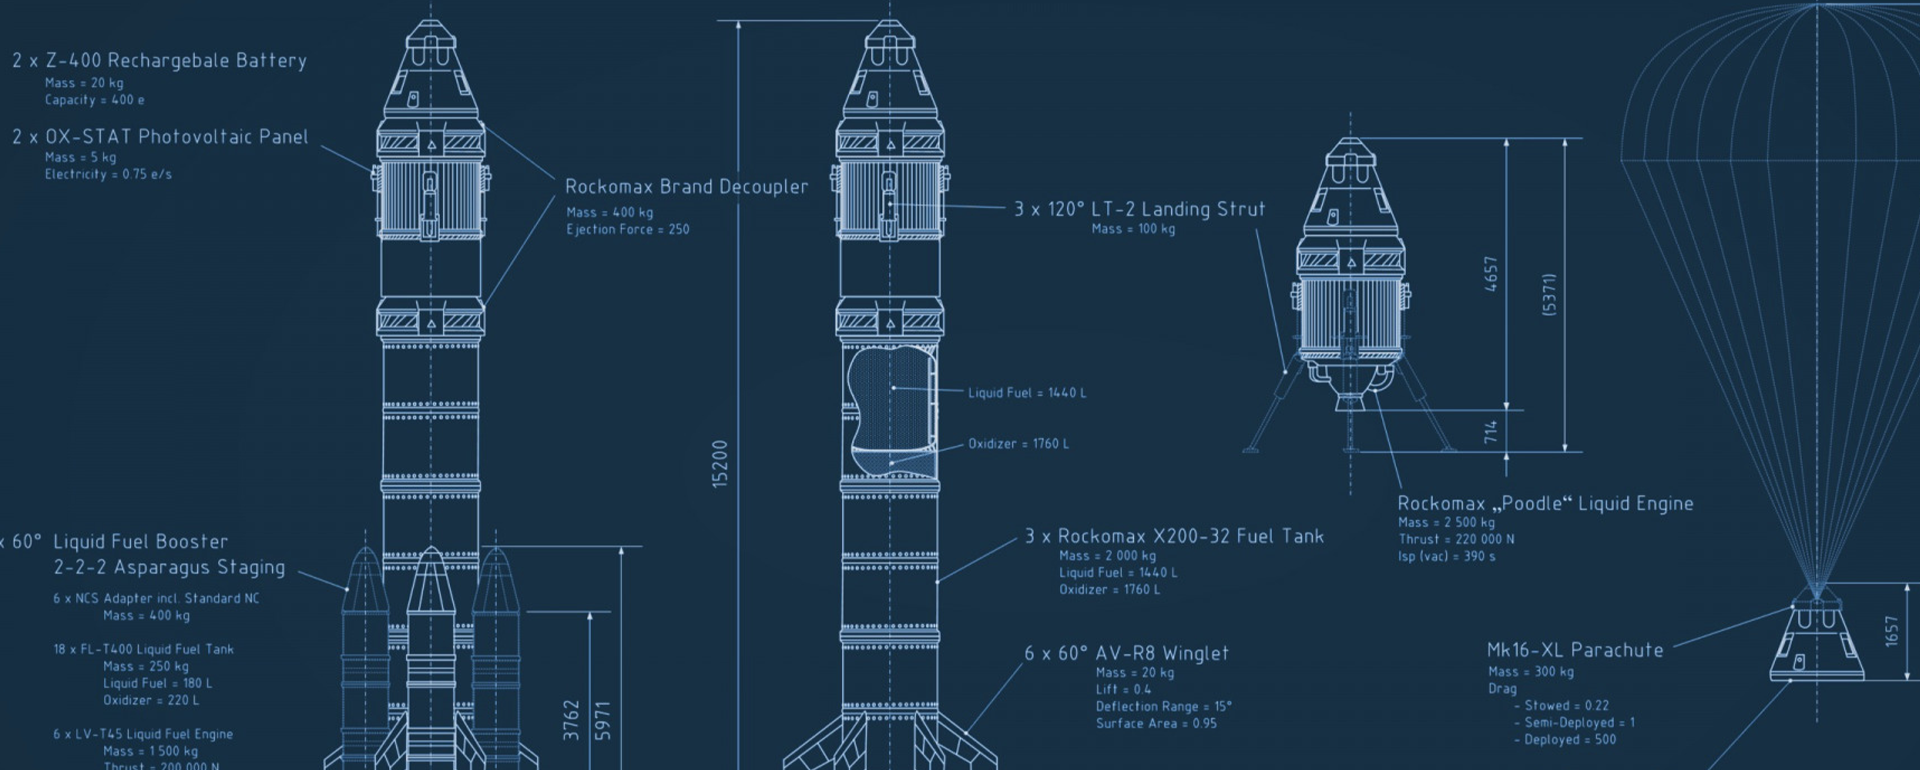 2 x Z-400 Rechargebale Battery
Mass = 20 kg
Capacity = 400 e
2 x OX-STAT Photovoltaic Panel
Mass = 5 kg
Electricity = 0.75 e/s
Rockomax Brand Decoupler
Mass = 400 kg
Ejection Force = 250
x 60° Liquid Fuel Booster
2-2-2 Asparagus Staging
6 x NCS Adapter incl. Standard NC
Mass = 400 kg
18 x FL-T400 Liquid Fuel Tank
Mass = 250 kg
Liquid Fuel = 180 L
Oxidizer = 220 L
6 x LV-T45 Liquid Fuel Engine
Mass = 1 500 kg
Thrust = 200 000 N
3762
5971
15200
3 x 120° LT-2 Landing Strut
Mass = 100 kg
Liquid Fuel = 1440 L
Oxidizer = 1760 L
3 x Rockomax X200-32 Fuel Tank
Mass = 2 000 kg
Liquid Fuel = 1440 L
Oxidizer = 1760 L
6 x 60° AV-R8 Winglet
Mass = 20 kg
Lift = 0.4
Deflection Range = 15°
Surface Area = 0.95
4657
(5371)
714
Rockomax „Poodle“ Liquid Engine
Mass = 2 500 kg
Thrust = 220 000 N
Isp (vac) = 390 s
Mk16-XL Parachute
Mass = 300 kg
Drag
- Stowed = 0.22
- Semi-Deployed = 1
- Deployed = 500
1657